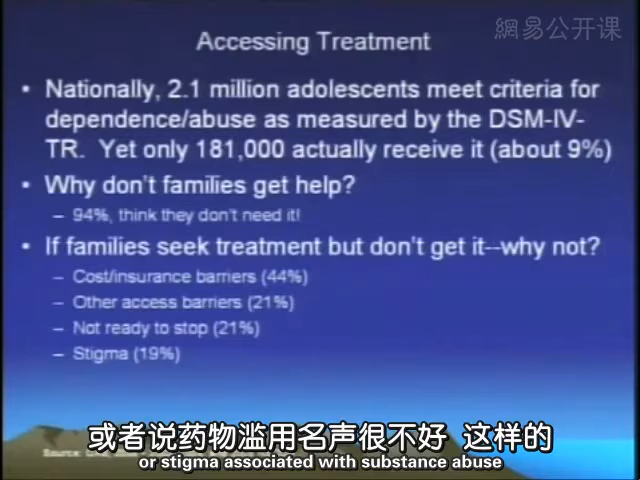 網易公开课
Accessing Treatment
• Nationally, 2.1 million adolescents meet criteria for
dependence/abuse as measured by the DSM-IV-
TR. Yet only 181,000 actually receive it (about 9%)
• Why don't families get help?
– 94%, think they don't need it!
• If families seek treatment but don't get it--why not?
– Cost/insurance barriers (44%)
– Other access barriers (21%)
– Not ready to stop (21%)
– Stigma (19%)
Source:
或者说药物滥用名声很不好 这样的
or stigma associated with substance abuse